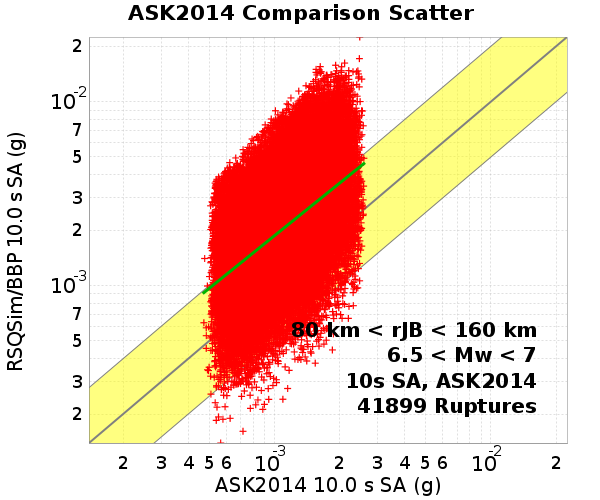 ASK2014 Comparison Scatter
RSQSim/BBP 10.0 s SA (g)
2
10-2
7
5
3
2
10-3
7
5
3
2
80 km < rJB < 160 km
6.5 < Mw < 7
10s SA, ASK2014
41899 Ruptures
2 3 4 5 6 10-3 2 3 4 5 6 10-2 2
ASK2014 10.0 s SA (g)